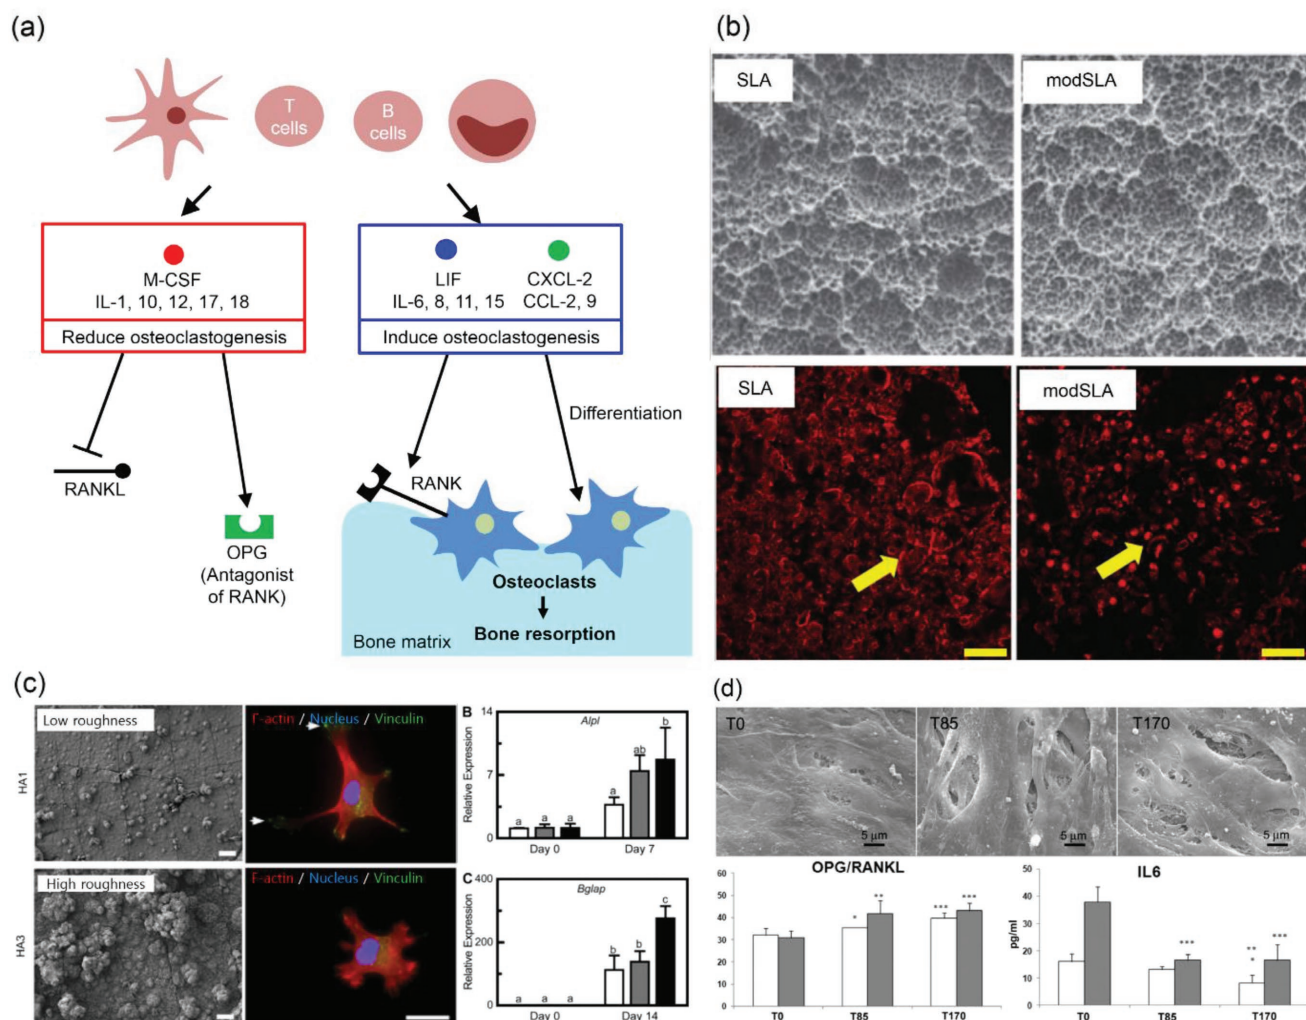 (a)
T
cells
B
cells
M-CSF
IL-1, 10, 12, 17, 18
Reduce osteoclastogenesis
LIF
IL-6, 8, 11, 15
CXCL-2
CCL-2, 9
Induce osteoclastogenesis
Differentiation
RANKL
RANK
OPG
(Antagonist
of RANK)
Osteoclasts
Bone resorption
Bone matrix
(b)
SLA
modSLA
SLA
modSLA
(c)
Low roughness
HA1
F-actin / Nucleus / Vinculin
High roughness
HA3
F-actin / Nucleus / Vinculin
B
Alpl
Relative Expression
14
7
0
a
a
a
a
ab
b
Day 0
Day 7
C
Bglap
Relative Expression
400
200
0
a
a
a
b
b
c
Day 0
Day 14
(d)
T0
T85
T170
5 μm
5 μm
5 μm
OPG/RANKL
60
50
40
30
20
10
0
*
**
***
***
T0
T85
T170
IL6
pg/ml
50
40
30
20
10
0
***
**
*
***
T0
T85
T170